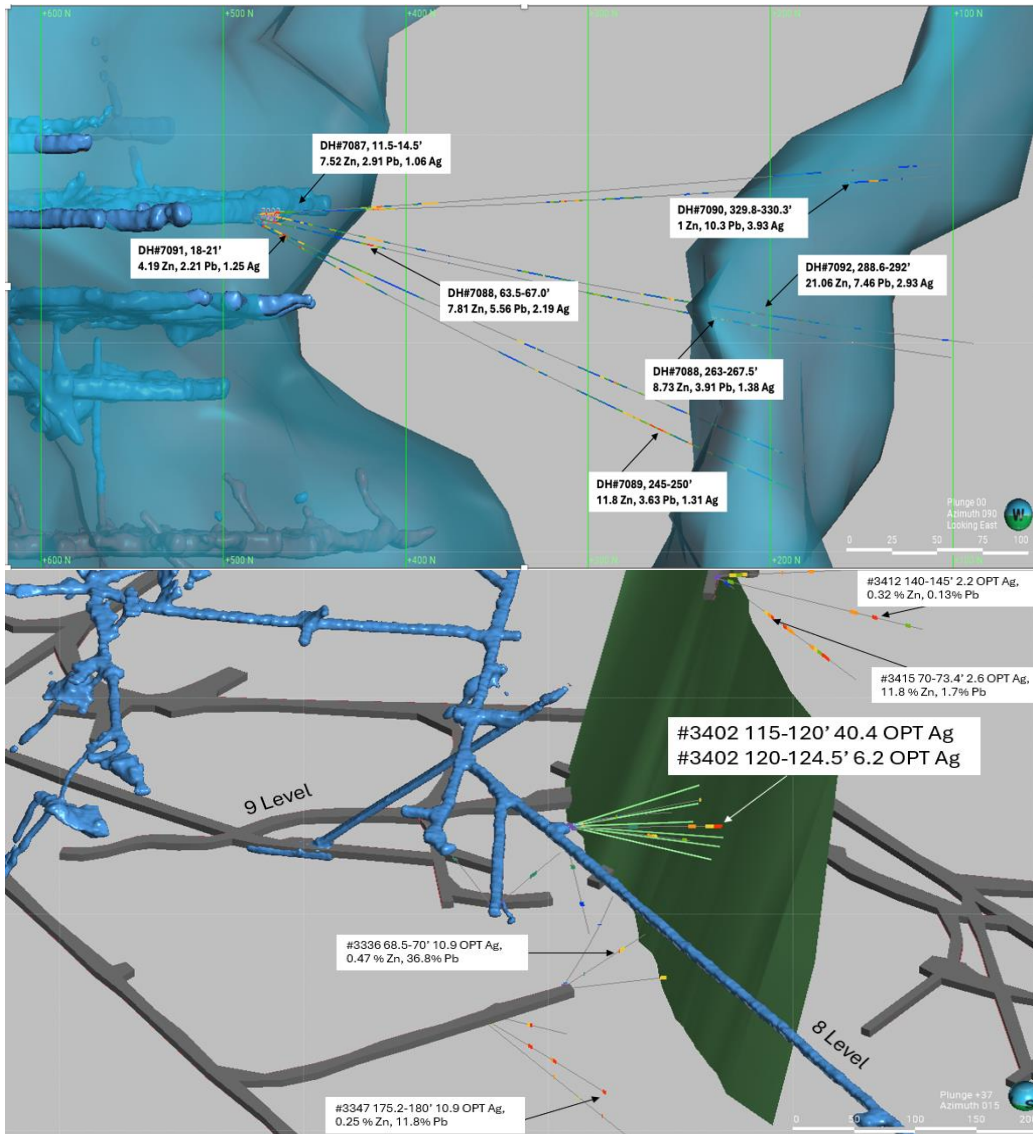 +600 N +500 N +400 N +300 N +200 N +100 N
DH#7087, 11.5-14.5’
7.52 Zn, 2.91 Pb, 1.06 Ag
DH#7091, 18-21’
4.19 Zn, 2.21 Pb, 1.25 Ag
DH#7088, 63.5-67.0’
7.81 Zn, 5.56 Pb, 2.19 Ag
DH#7090, 329.8-330.3’
1 Zn, 10.3 Pb, 3.93 Ag
DH#7092, 288.6-292’
21.06 Zn, 7.46 Pb, 2.93 Ag
DH#7088, 263-267.5’
8.73 Zn, 3.91 Pb, 1.38 Ag
DH#7089, 245-250’
11.8 Zn, 3.63 Pb, 1.31 Ag
Plunge 00
Azimuth 090
Looking East
W
0 25 50 75 100
+600 N +500 N +400 N +300 N +200 N +100 N
#3412 140-145’ 2.2 OPT Ag,
0.32 % Zn, 0.13% Pb
#3415 70-73.4’ 2.6 OPT Ag,
11.8 % Zn, 1.7% Pb
#3402 115-120’ 40.4 OPT Ag
#3402 120-124.5’ 6.2 OPT Ag
9 Level
#3336 68.5-70’ 10.9 OPT Ag,
0.47 % Zn, 36.8% Pb
8 Level
#3347 175.2-180’ 10.9 OPT Ag,
0.25 % Zn, 11.8% Pb
Plunge +37
Azimuth 015
0 50 100 150